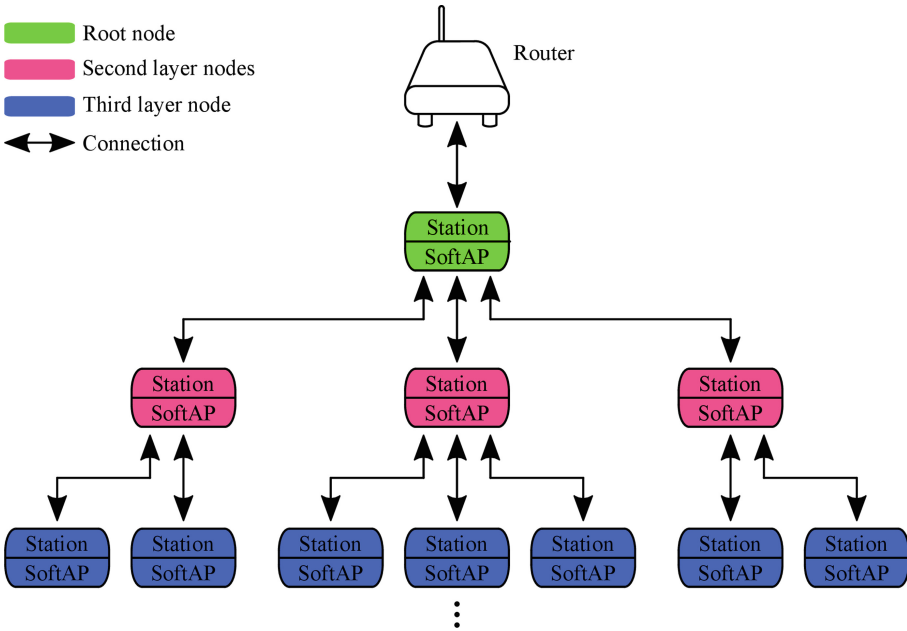 Root node
Second layer nodes
Third layer node
Connection
Router
Station
SoftAP
Station
SoftAP
Station
SoftAP
Station
SoftAP
Station
SoftAP
Station
SoftAP
Station
SoftAP
Station
SoftAP
Station
SoftAP
Station
SoftAP
Station
SoftAP